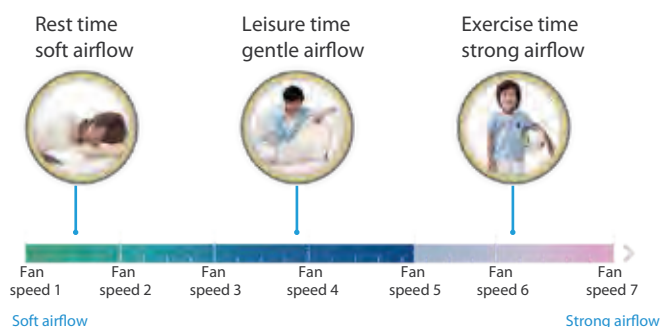 Rest time
soft airflow
Leisure time
gentle airflow
Exercise time
strong airflow
Fan
speed 1
Fan
speed 2
Fan
speed 3
Fan
speed 4
Fan
speed 5
Fan
speed 6
Fan
speed 7
Soft airflow
Strong airflow